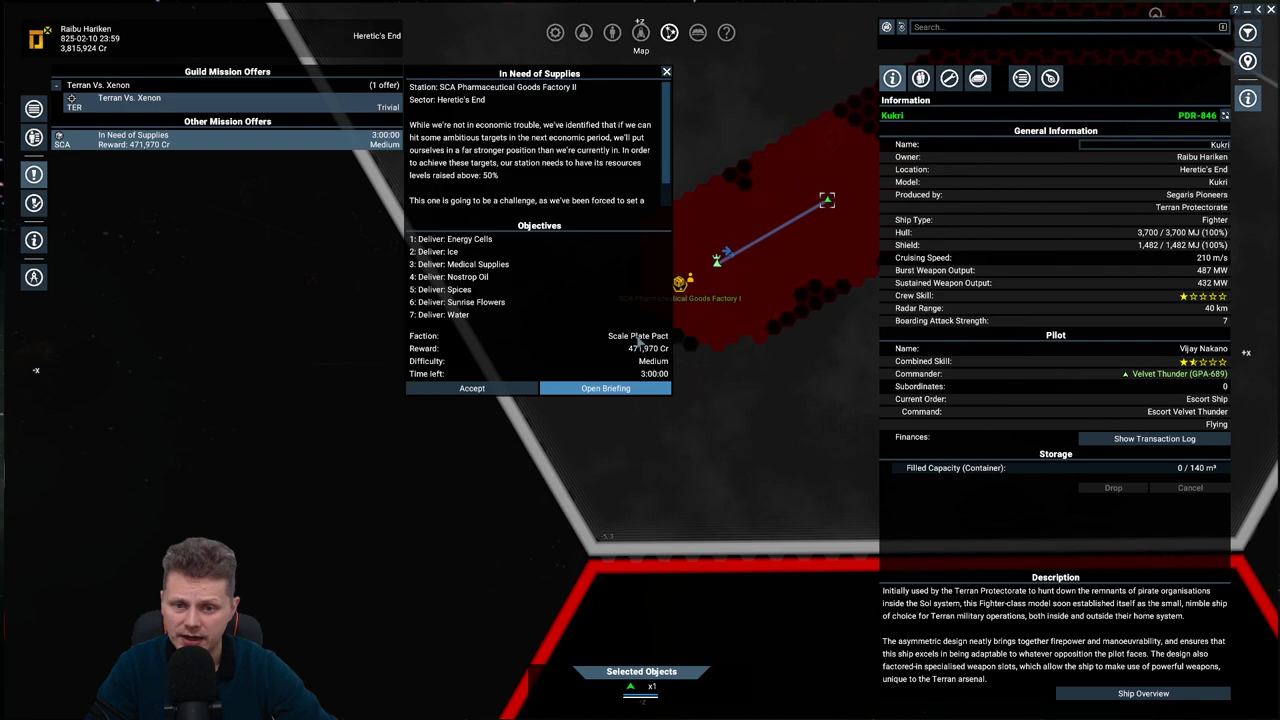 Raibu Hariken
825-02-10 23:59
3,815,924 Cr
Heretic's End
+z
Map
Search...
Guild Mission Offers
- Terran Vs. Xenon (1 offer)
Terran Vs. Xenon
TER Trivial
Other Mission Offers
In Need of Supplies 3:00:00
SCA Reward: 471,970 Cr Medium
In Need of Supplies
Station: SCA Pharmaceutical Goods Factory II
Sector: Heretic's End
While we're not in economic trouble, we've identified that if we can
hit some ambitious targets in the next economic period, we'll put
ourselves in a far stronger position than we're currently in. In order
to achieve these targets, our station needs to have its resources
levels raised above: 50%
This one is going to be a challenge, as we've been forced to set a
Objectives
1: Deliver: Energy Cells
2: Deliver: Ice
3: Deliver: Medical Supplies
4: Deliver: Nostrop Oil
5: Deliver: Spices
6: Deliver: Sunrise Flowers
7: Deliver: Water
Faction: Scale Plate Pact
Reward: 471,970 Cr
Difficulty: Medium
Time left: 3:00:00
Accept Open Briefing
SCA Pharmaceutical Goods Factory I
-x
+x
Selected Objects
x1
-z
Information
Kukri PDR-846
General Information
Name: Kukri
Owner: Raibu Hariken
Location: Heretic's End
Model: Kukri
Produced by: Segaris Pioneers
Terran Protectorate
Ship Type: Fighter
Hull: 3,700 / 3,700 MJ (100%)
Shield: 1,482 / 1,482 MJ (100%)
Cruising Speed: 210 m/s
Burst Weapon Output: 487 MW
Sustained Weapon Output: 432 MW
Crew Skill:
Radar Range: 40 km
Boarding Attack Strength: 7
Pilot
Name: Vijay Nakano
Combined Skill:
Commander: Velvet Thunder (GPA-689)
Subordinates: 0
Current Order: Escort Ship
Command: Escort Velvet Thunder
Flying
Finances: Show Transaction Log
Storage
Filled Capacity (Container): 0 / 140 m³
Drop Cancel
Description
Initially used by the Terran Protectorate to hunt down the remnants of pirate organisations
inside the Sol system, this Fighter-class model soon established itself as the small, nimble ship
of choice for Terran military operations, both inside and outside their home system.
The asymmetric design neatly brings together firepower and manoeuvrability, and ensures that
this ship excels in being adaptable to whatever opposition the pilot faces. The design also
factored-in specialised weapon slots, which allow the ship to make use of powerful weapons,
unique to the Terran arsenal.
Ship Overview